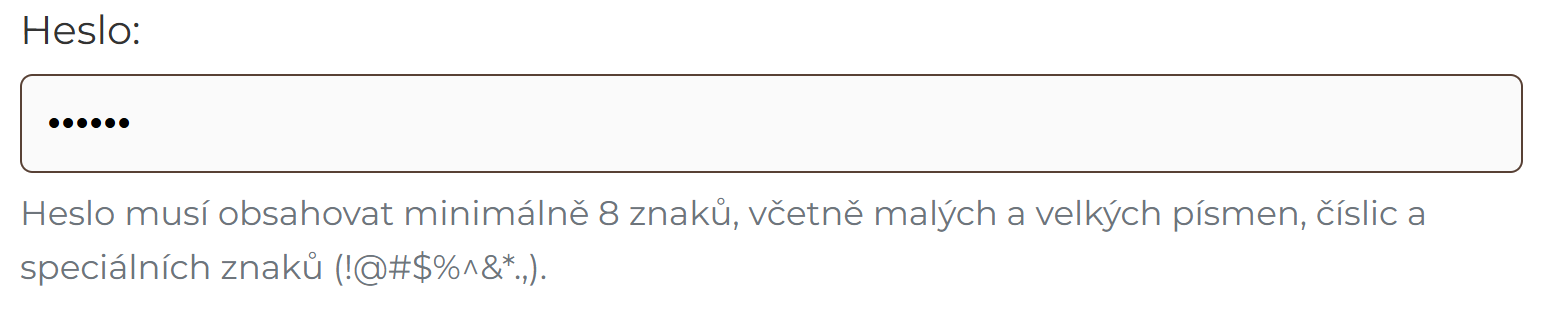 Heslo:
••••••
Heslo musí obsahovat minimálně 8 znaků, včetně malých a velkých písmen, číslic a
speciálních znaků (!@#$%^&*.,).